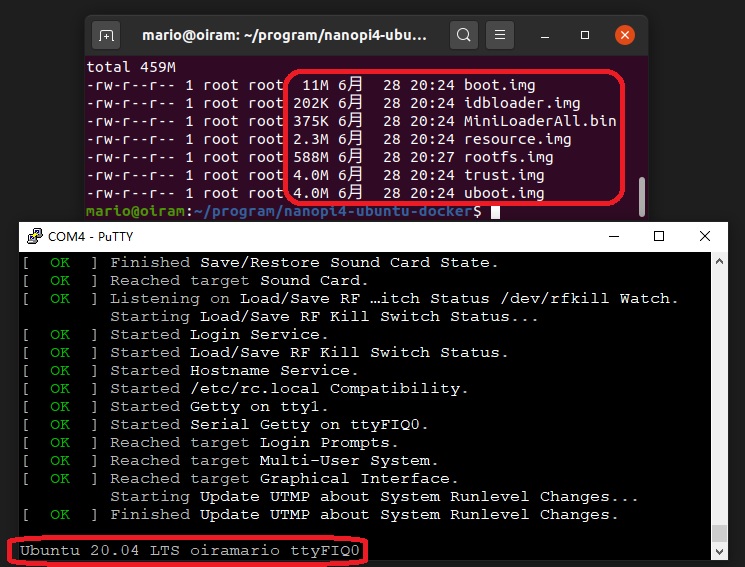 mario@oiram: ~/program/nanopi4-ubu...
total 459M
-rw-r--r-- 1 root root 11M 6月 28 20:24 boot.img
-rw-r--r-- 1 root root 202K 6月 28 20:24 idbloader.img
-rw-r--r-- 1 root root 375K 6月 28 20:24 MiniLoaderAll.bin
-rw-r--r-- 1 root root 2.3M 6月 28 20:24 resource.img
-rw-r--r-- 1 root root 588M 6月 28 20:27 rootfs.img
-rw-r--r-- 1 root root 4.0M 6月 28 20:24 trust.img
-rw-r--r-- 1 root root 4.0M 6月 28 20:24 uboot.img
mario@oiram:~/program/nanopi4-ubuntu-docker$
COM4 - PuTTY
[ OK ] Finished Save/Restore Sound Card State.
[ OK ] Reached target Sound Card.
[ OK ] Listening on Load/Save RF …itch Status /dev/rfkill Watch.
Starting Load/Save RF Kill Switch Status...
[ OK ] Started Login Service.
[ OK ] Started Load/Save RF Kill Switch Status.
[ OK ] Started Hostname Service.
[ OK ] Started /etc/rc.local Compatibility.
[ OK ] Started Getty on tty1.
[ OK ] Started Serial Getty on ttyFIQ0.
[ OK ] Reached target Login Prompts.
[ OK ] Reached target Multi-User System.
[ OK ] Reached target Graphical Interface.
Starting Update UTMP about System Runlevel Changes...
[ OK ] Finished Update UTMP about System Runlevel Changes.
Ubuntu 20.04 LTS oiramario ttyFIQ0